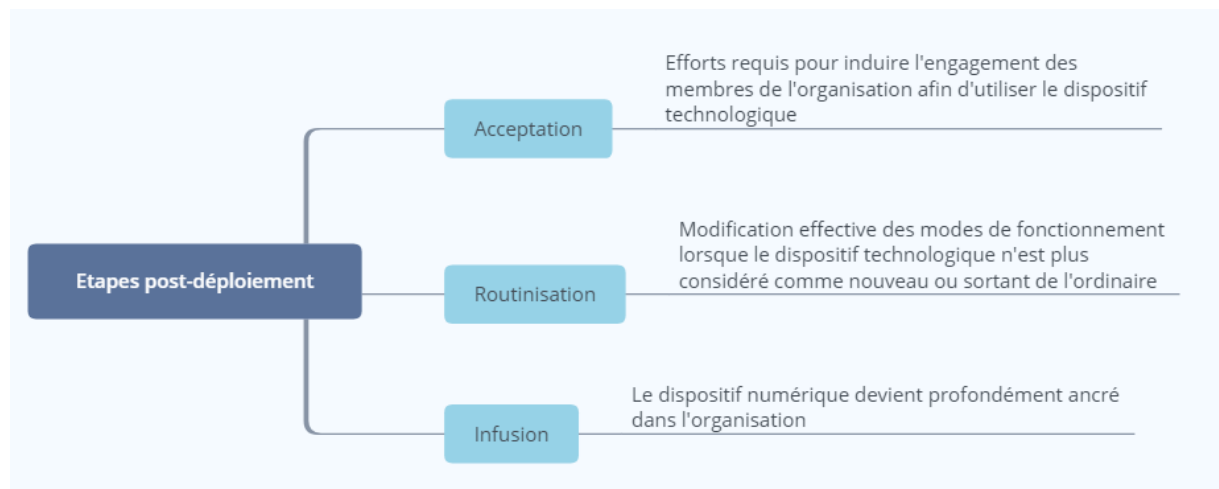 Efforts requis pour induire l'engagement des
membres de l'organisation afin d'utiliser le dispositif
technologique
Acceptation
Modification effective des modes de fonctionnement
lorsque le dispositif technologique n'est plus
considéré comme nouveau ou sortant de l'ordinaire
Etapes post-déploiement
Routinisation
Le dispositif numérique devient profondément ancré
dans l'organisation
Infusion